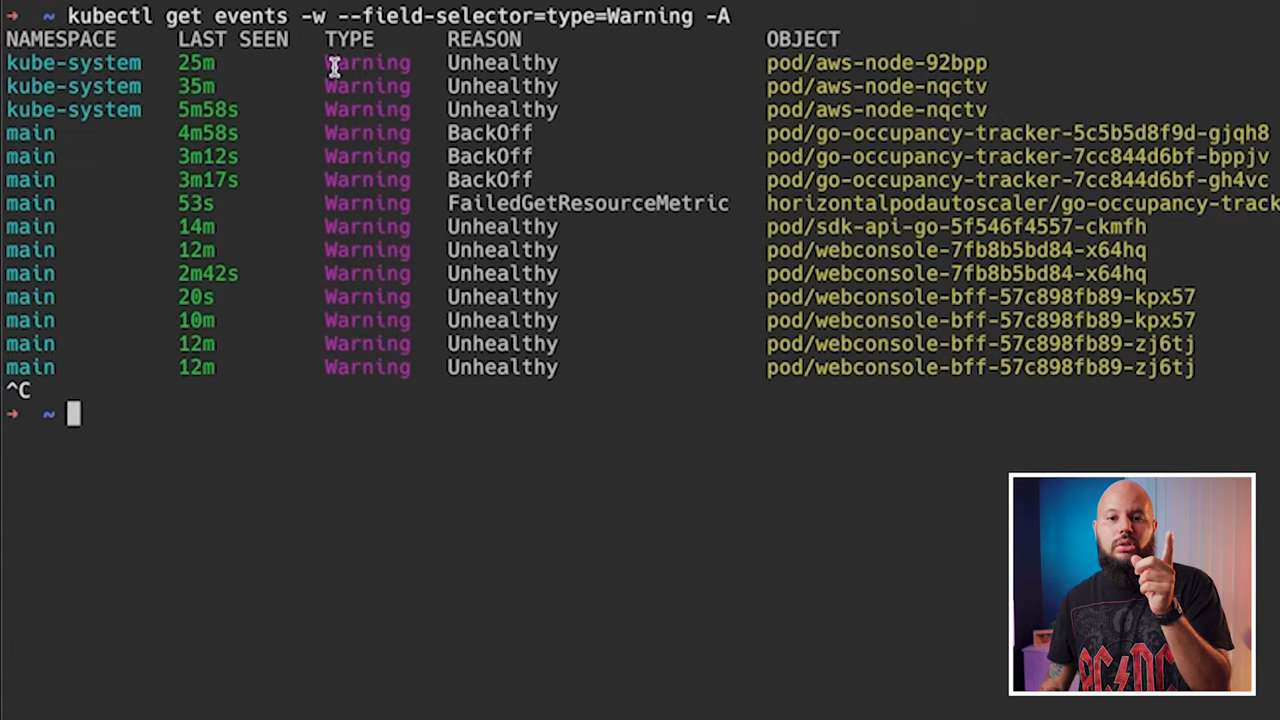 → ~ kubectl get events -w --field-selector=type=Warning -A
NAMESPACE LAST SEEN TYPE REASON OBJECT
kube-system 25m Warning Unhealthy pod/aws-node-92bpp
kube-system 35m Warning Unhealthy pod/aws-node-nqctv
kube-system 5m58s Warning Unhealthy pod/aws-node-nqctv
main 4m58s Warning BackOff pod/go-occupancy-tracker-5c5b5d8f9d-gjqh8
main 3m12s Warning BackOff pod/go-occupancy-tracker-7cc844d6bf-bppjv
main 3m17s Warning BackOff pod/go-occupancy-tracker-7cc844d6bf-gh4vc
main 53s Warning FailedGetResourceMetric horizontalpodautoscaler/go-occupancy-track
main 14m Warning Unhealthy pod/sdk-api-go-5f546f4557-ckmfh
main 12m Warning Unhealthy pod/webconsole-7fb8b5bd84-x64hq
main 2m42s Warning Unhealthy pod/webconsole-7fb8b5bd84-x64hq
main 20s Warning Unhealthy pod/webconsole-bff-57c898fb89-kpx57
main 10m Warning Unhealthy pod/webconsole-bff-57c898fb89-kpx57
main 12m Warning Unhealthy pod/webconsole-bff-57c898fb89-zj6tj
main 12m Warning Unhealthy pod/webconsole-bff-57c898fb89-zj6tj
^C
→ ~
AC⚡DC